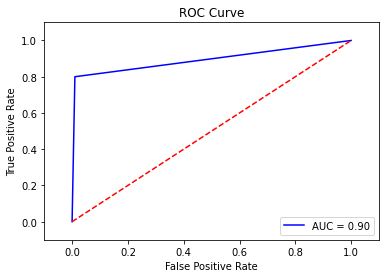 ROC Curve
True Positive Rate
1.0
0.8
0.6
0.4
0.2
0.0
AUC = 0.90
0.0 0.2 0.4 0.6 0.8 1.0
False Positive Rate